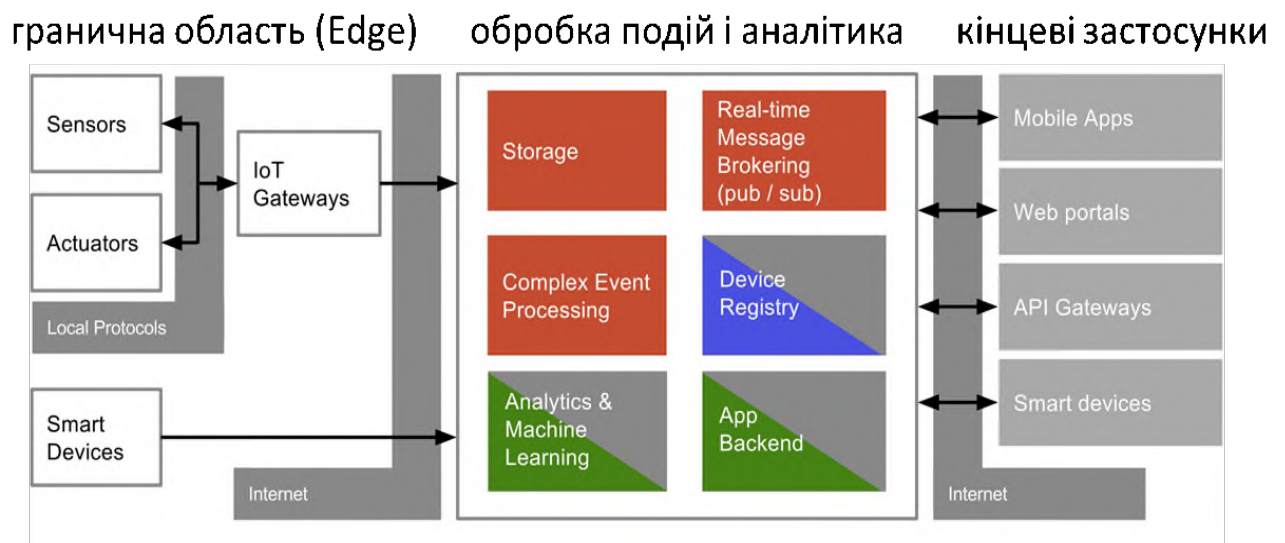 гранична область (Edge)
обробка подій і аналітика
кінцеві застосунки
Sensors
Actuators
Local Protocols
IoT
Gateways
Smart
Devices
Internet
Storage
Real-time
Message
Brokering
(pub / sub)
Complex Event
Processing
Device
Registry
Analytics &
Machine
Learning
App
Backend
Mobile Apps
Web portals
API Gateways
Smart devices
Internet